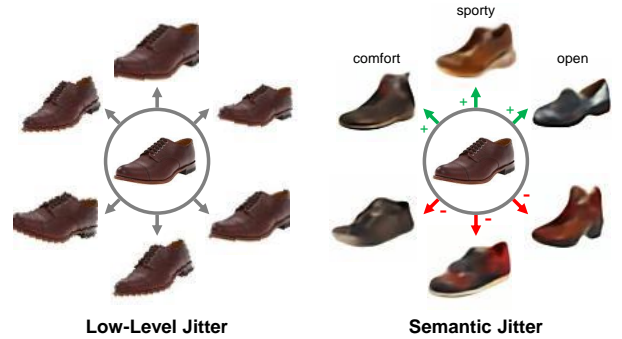 sporty
comfort
open
+
+
+
-
-
-
Low-Level Jitter
Semantic Jitter